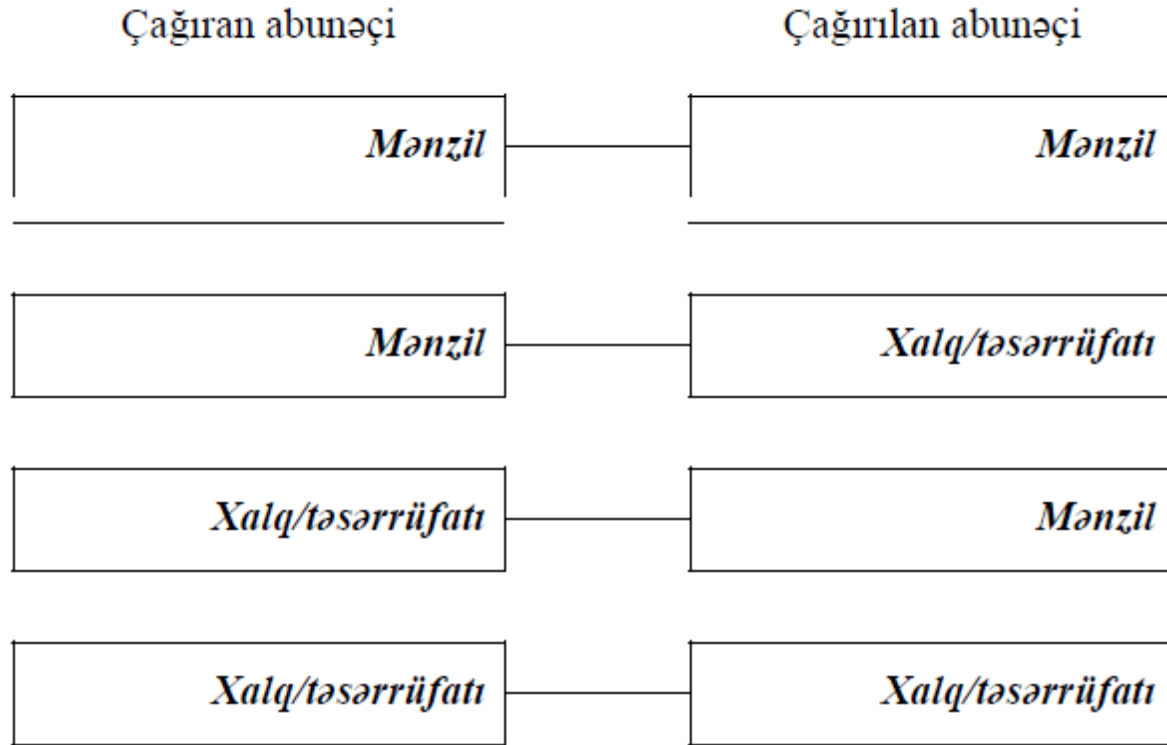 Çağıran abunəçi Çağırılan abunəçi
Mənzil Mənzil
Mənzil Xalq/təsərrüfatı
Xalq/təsərrüfatı Mənzil
Xalq/təsərrüfatı Xalq/təsərrüfatı